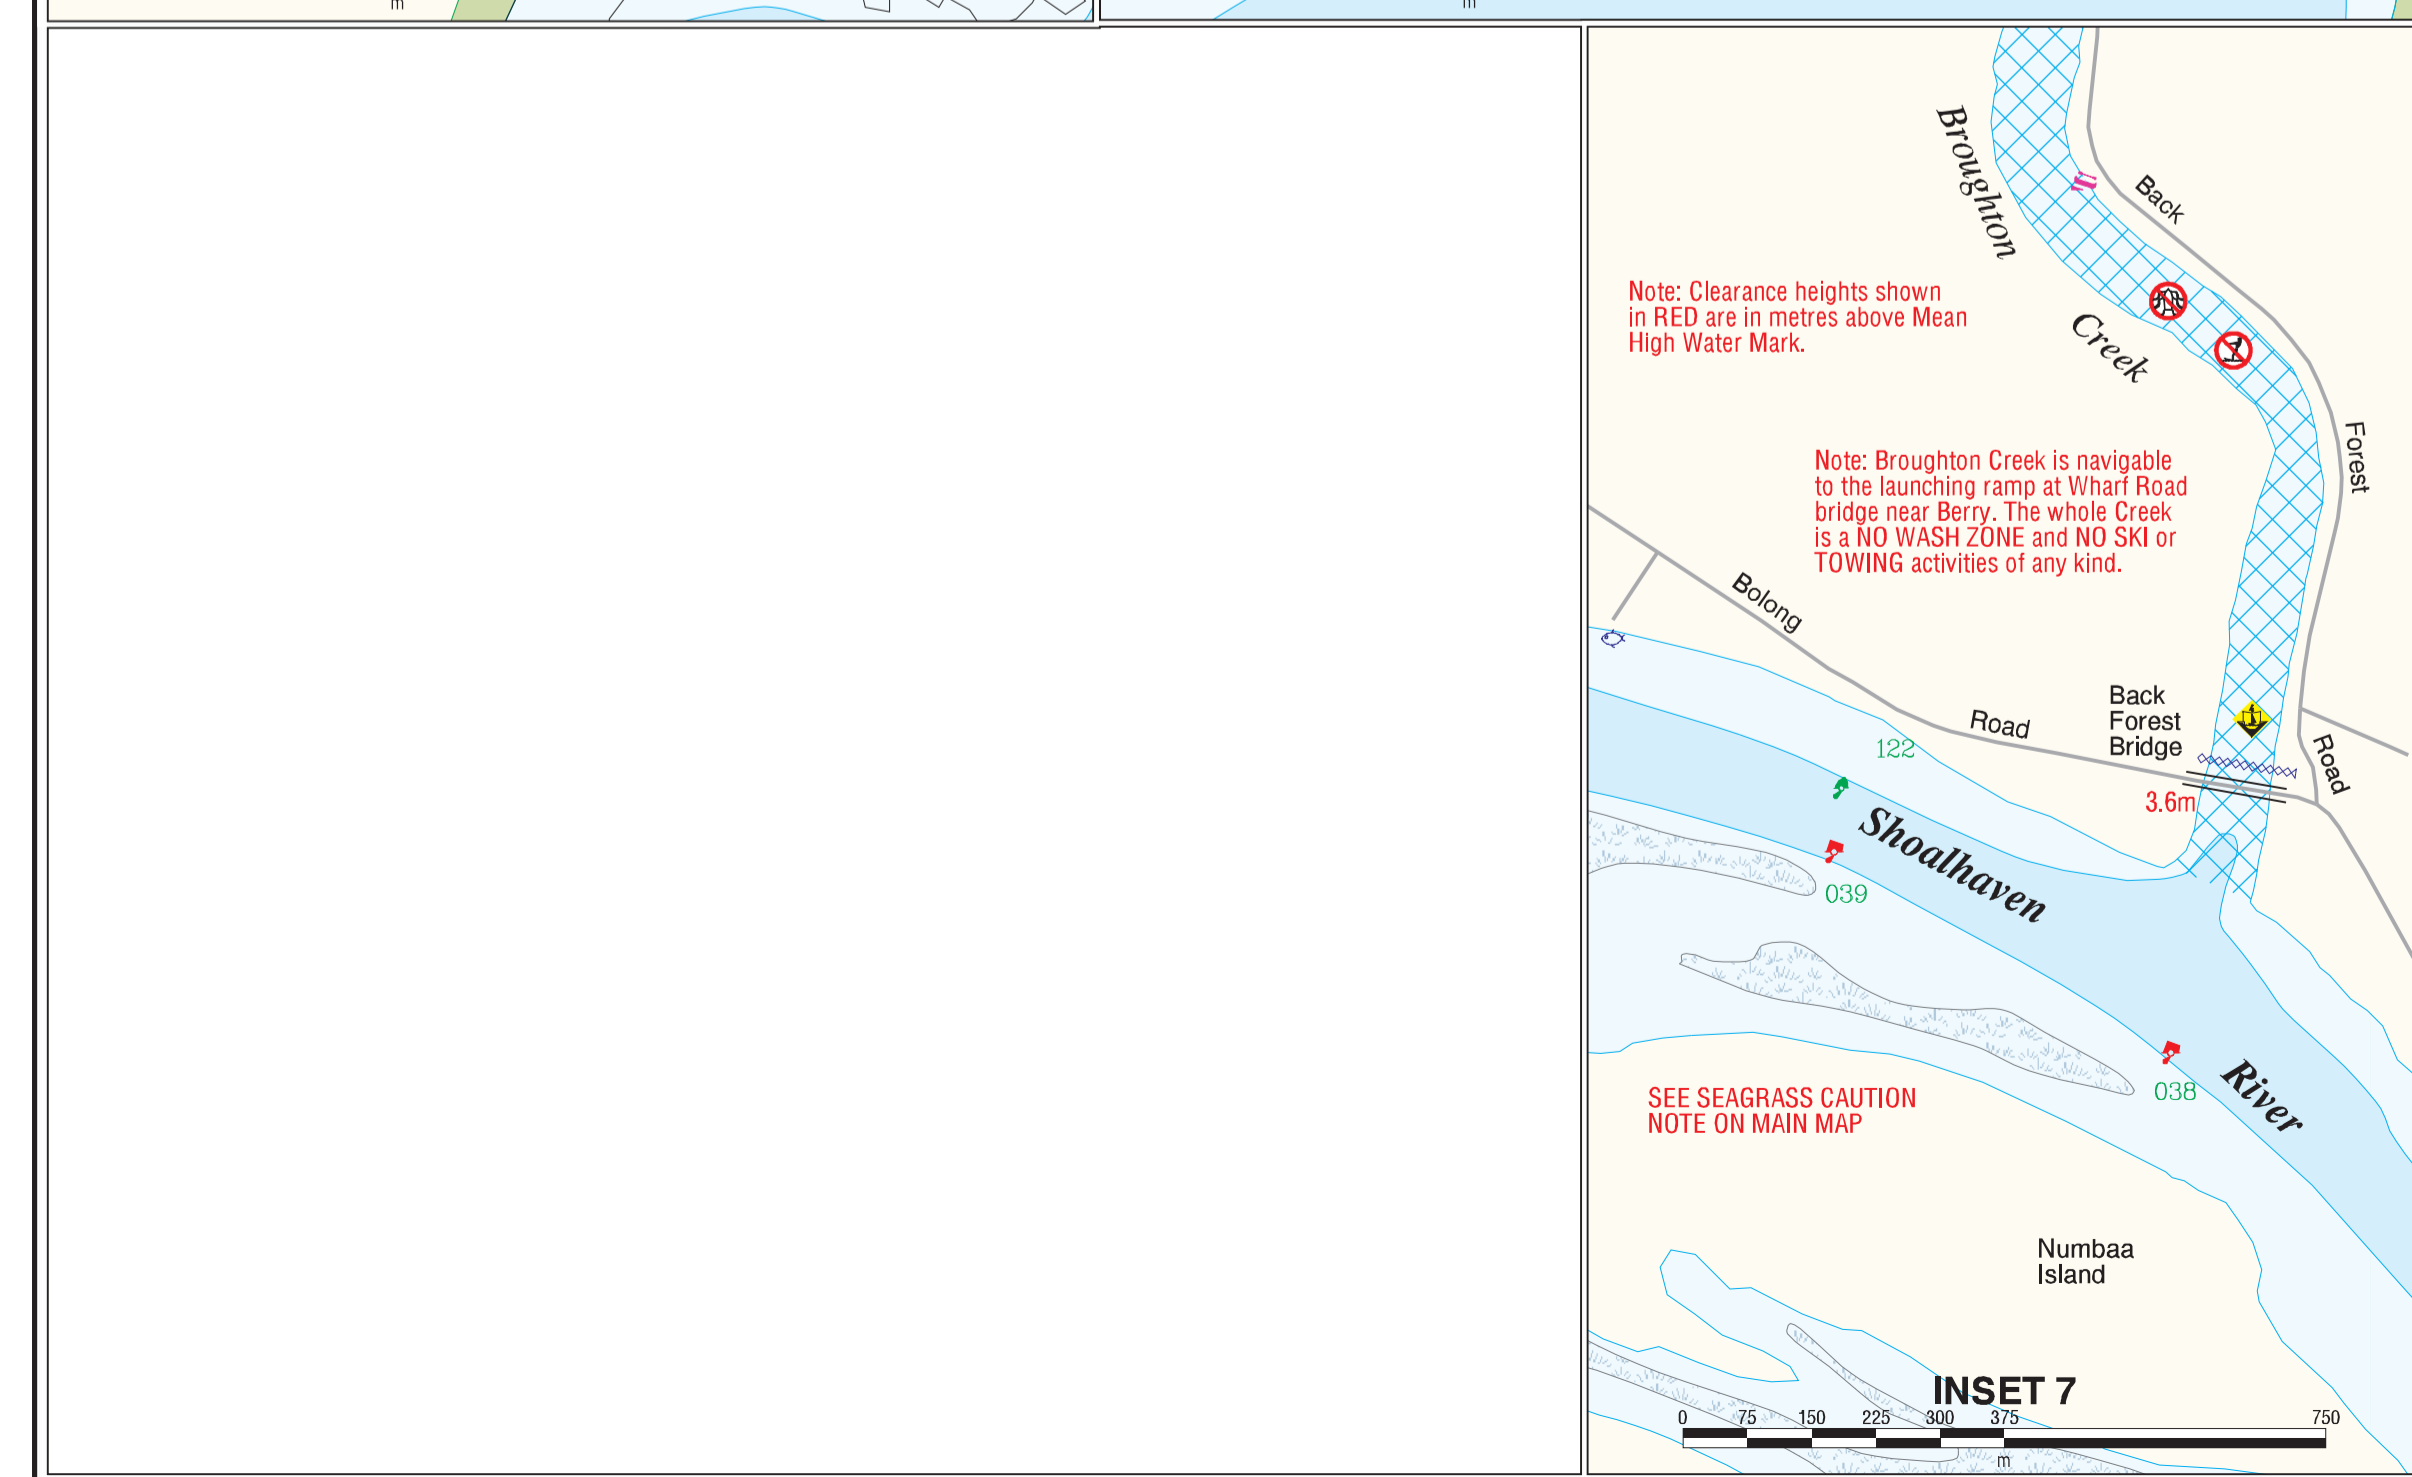 m
m
Broughton
Creek
Back
Forest
Road
Note: Clearance heights shown
in RED are in metres above Mean
High Water Mark.
Note: Broughton Creek is navigable
to the launching ramp at Wharf Road
bridge near Berry. The whole Creek
is a NO WASH ZONE and NO SKI or
TOWING activities of any kind.
Bolong
Road
Back
Forest
Bridge
3.6m
122
Shoalhaven
River
039
038
SEE SEAGRASS CAUTION
NOTE ON MAIN MAP
Numbaa
Island
INSET 7
0 75 150 225 300 375 750
m